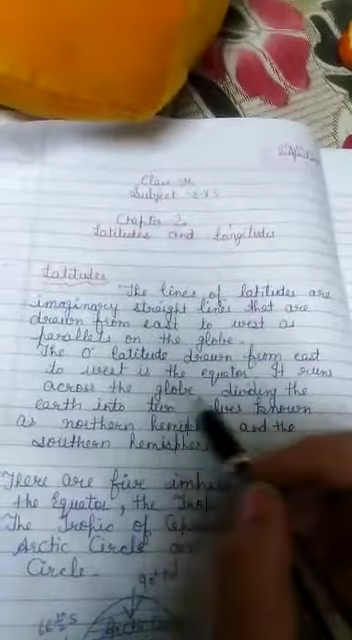 Class
Subject - E.V.S
Chapter 2
Latitudes and Longitudes
Latitudes
The lines of latitudes are
imaginary straight lines that are
drawn from east to west as
parallels on the globe.
The 0° latitude drawn from east
to west is the equator. It runs
across the globe dividing the
earth into two known
as northern and the
southern
There are five
the Equator, the
The Tropic of
Arctic Circle
Circle.